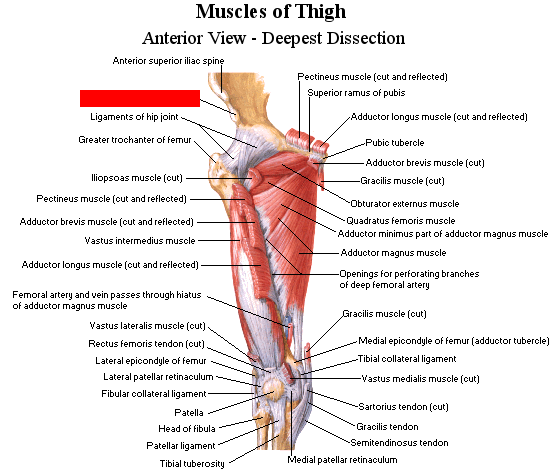 Muscles of Thigh
Anterior View - Deepest Dissection
Anterior superior iliac spine
Ligaments of hip joint
Greater trochanter of femur
Iliopsoas muscle (cut)
Pectineus muscle (cut and reflected)
Adductor brevis muscle (cut and reflected)
Vastus intermedius muscle
Adductor longus muscle (cut and reflected)
Femoral artery and vein passes through hiatus
of adductor magnus muscle
Vastus lateralis muscle (cut)
Rectus femoris tendon (cut)
Lateral epicondyle of femur
Lateral patellar retinaculum
Fibular collateral ligament
Patella
Head of fibula
Patellar ligament
Tibial tuberosity
Pectineus muscle (cut and reflected)
Superior ramus of pubis
Adductor longus muscle (cut and reflected)
Pubic tubercle
Adductor brevis muscle (cut)
Gracilis muscle (cut)
Obturator externus muscle
Quadratus femoris muscle
Adductor minimus part of adductor magnus muscle
Adductor magnus muscle
Openings for perforating branches
of deep femoral artery
Gracilis muscle (cut)
Medial epicondyle of femur (adductor tubercle)
Tibial collateral ligament
Vastus medialis muscle (cut)
Sartorius tendon (cut)
Gracilis tendon
Semitendinosus tendon
Medial patellar retinaculum